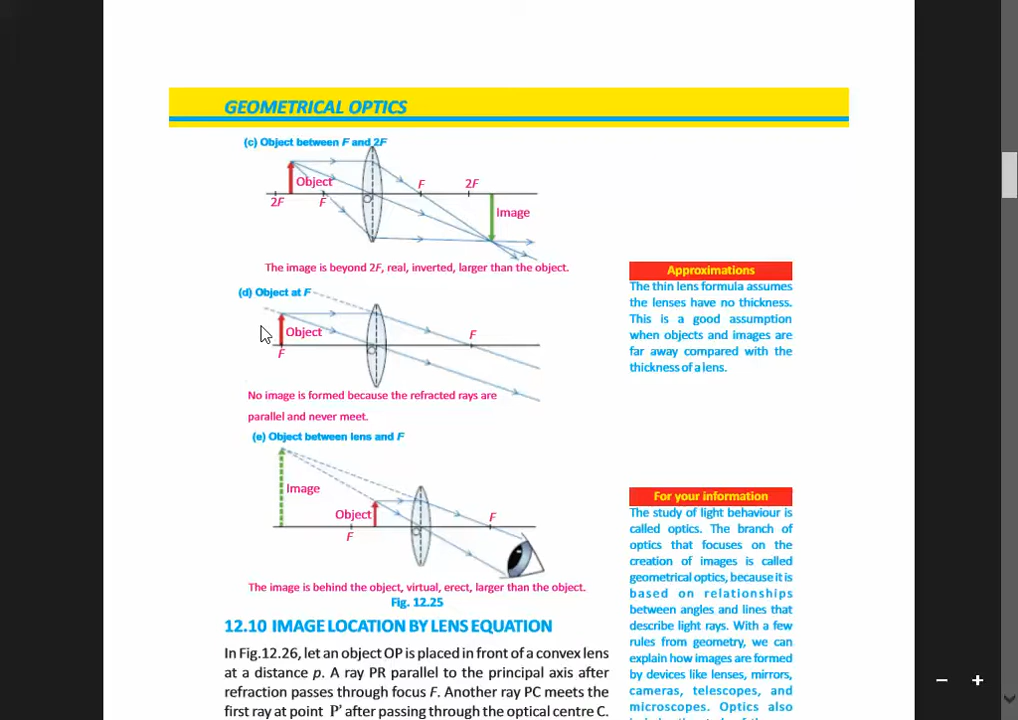 GEOMETRICAL OPTICS
(c) Object between F and 2F
Object
F
2F
2F
F
Image
The image is beyond 2F, real, inverted, larger than the object.
(d) Object at F
Object
F
F
No image is formed because the refracted rays are
parallel and never meet.
(e) Object between lens and F
Image
Object
F
F
The image is behind the object, virtual, erect, larger than the object.
Fig. 12.25
12.10 IMAGE LOCATION BY LENS EQUATION
In Fig.12.26, let an object OP is placed in front of a convex lens
at a distance p. A ray PR parallel to the principal axis after
refraction passes through focus F. Another ray PC meets the
first ray at point P' after passing through the optical centre C.
Approximations
The thin lens formula assumes
the lenses have no thickness.
This is a good assumption
when objects and images are
far away compared with the
thickness of a lens.
For your information
The study of light behaviour is
called optics. The branch of
optics that focuses on the
creation of images is called
geometrical optics, because it is
based on relationships
between angles and lines that
describe light rays. With a few
rules from geometry, we can
explain how images are formed
by devices like lenses, mirrors,
cameras, telescopes, and
microscopes. Optics also